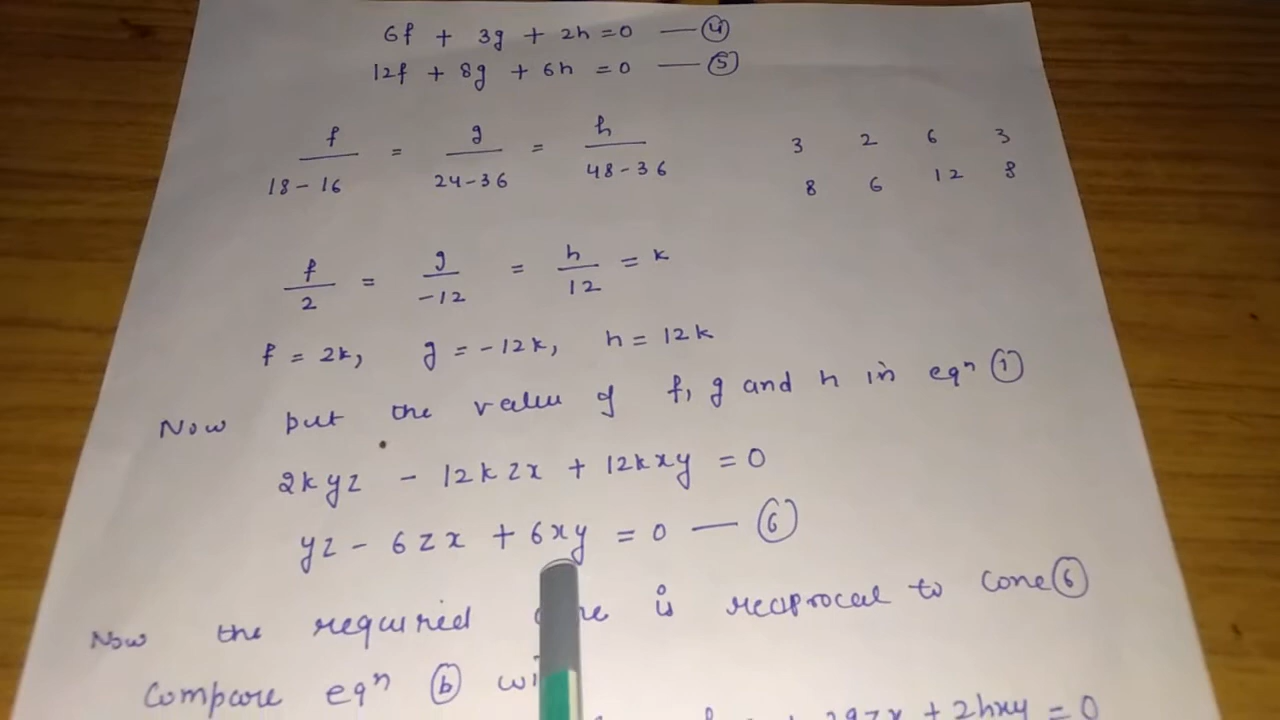 6f + 3g + 2h = 0 — ④
12f + 8g + 6h = 0 — ⑤
f/18-16 = g/24-36 = h/48-36
3 2 6 3
8 6 12 8
f/2 = g/-12 = h/12 = k
f = 2k, g = -12k, h = 12k
Now put the value of f, g and h in eqn ①
2kyz - 12kzx + 12kxy = 0
yz - 6zx + 6xy = 0 — ⑥
Now the required is reciprocal to cone ⑥
Compare eqn ⑥
2gzx + 2hxy = 0